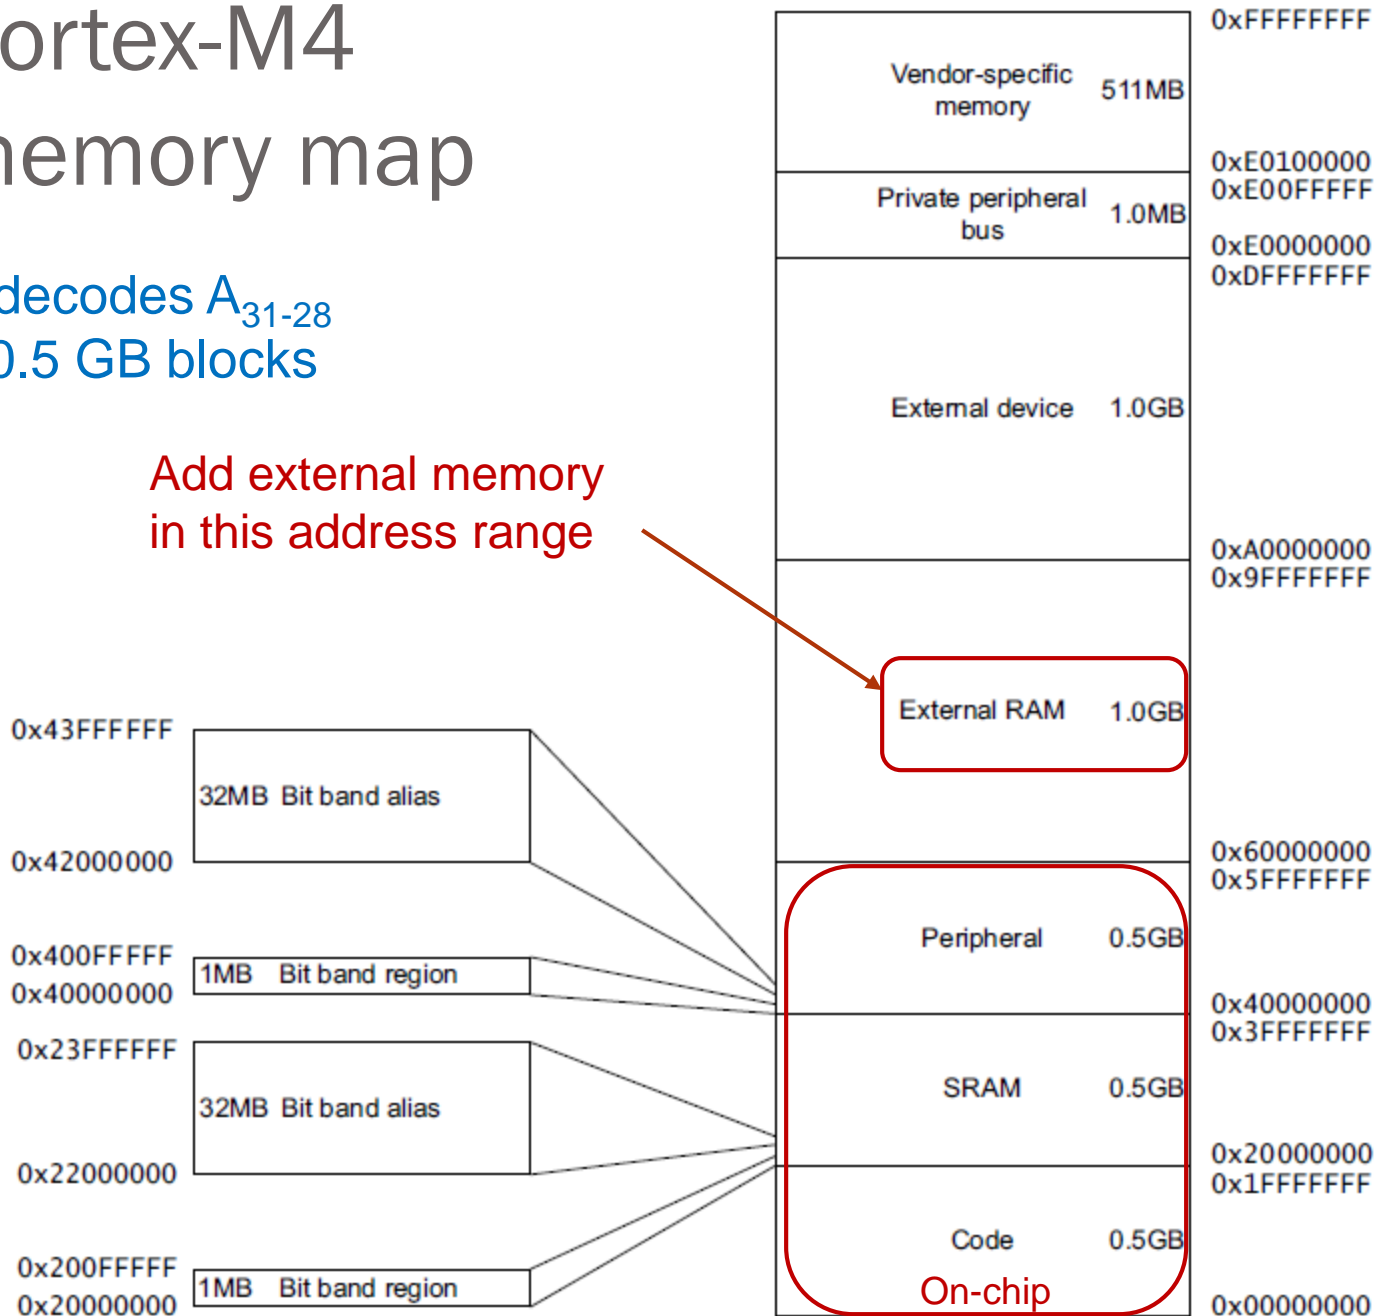 ortex-M4
memory map
decodes A31-28
0.5 GB blocks
Add external memory
in this address range
0xFFFFFFFF
Vendor-specific
memory
511MB
0xE0100000
0xE00FFFFF
Private peripheral
bus
1.0MB
0xE0000000
0xDFFFFFFF
External device 1.0GB
0xA0000000
0x9FFFFFFF
External RAM 1.0GB
0x60000000
0x5FFFFFFF
Peripheral 0.5GB
0x40000000
0x3FFFFFFF
SRAM 0.5GB
0x20000000
0x1FFFFFFF
Code 0.5GB
On-chip
0x00000000
0x43FFFFFF
32MB Bit band alias
0x42000000
0x400FFFFF
1MB Bit band region
0x40000000
0x23FFFFFF
32MB Bit band alias
0x22000000
0x200FFFFF
1MB Bit band region
0x20000000